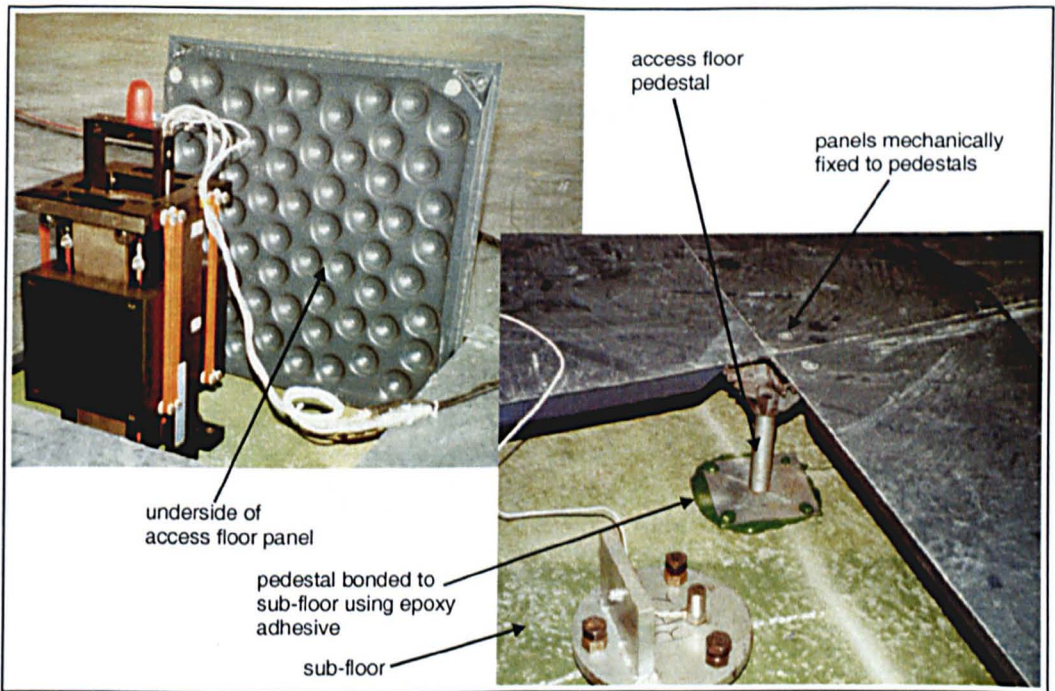 access floor
pedestal
panels mechanically
fixed to pedestals
underside of
access floor panel
pedestal bonded to
sub-floor using epoxy
adhesive
sub-floor